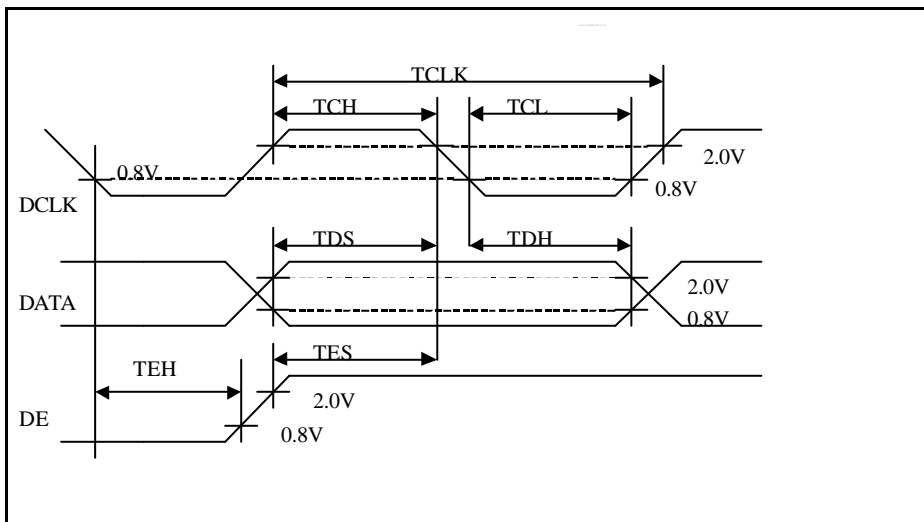 TCLK
TCH TCL
2.0V
0.8V 0.8V
DCLK
TDS TDH
2.0V
DATA 0.8V
TES
TEH
2.0V
DE
0.8V